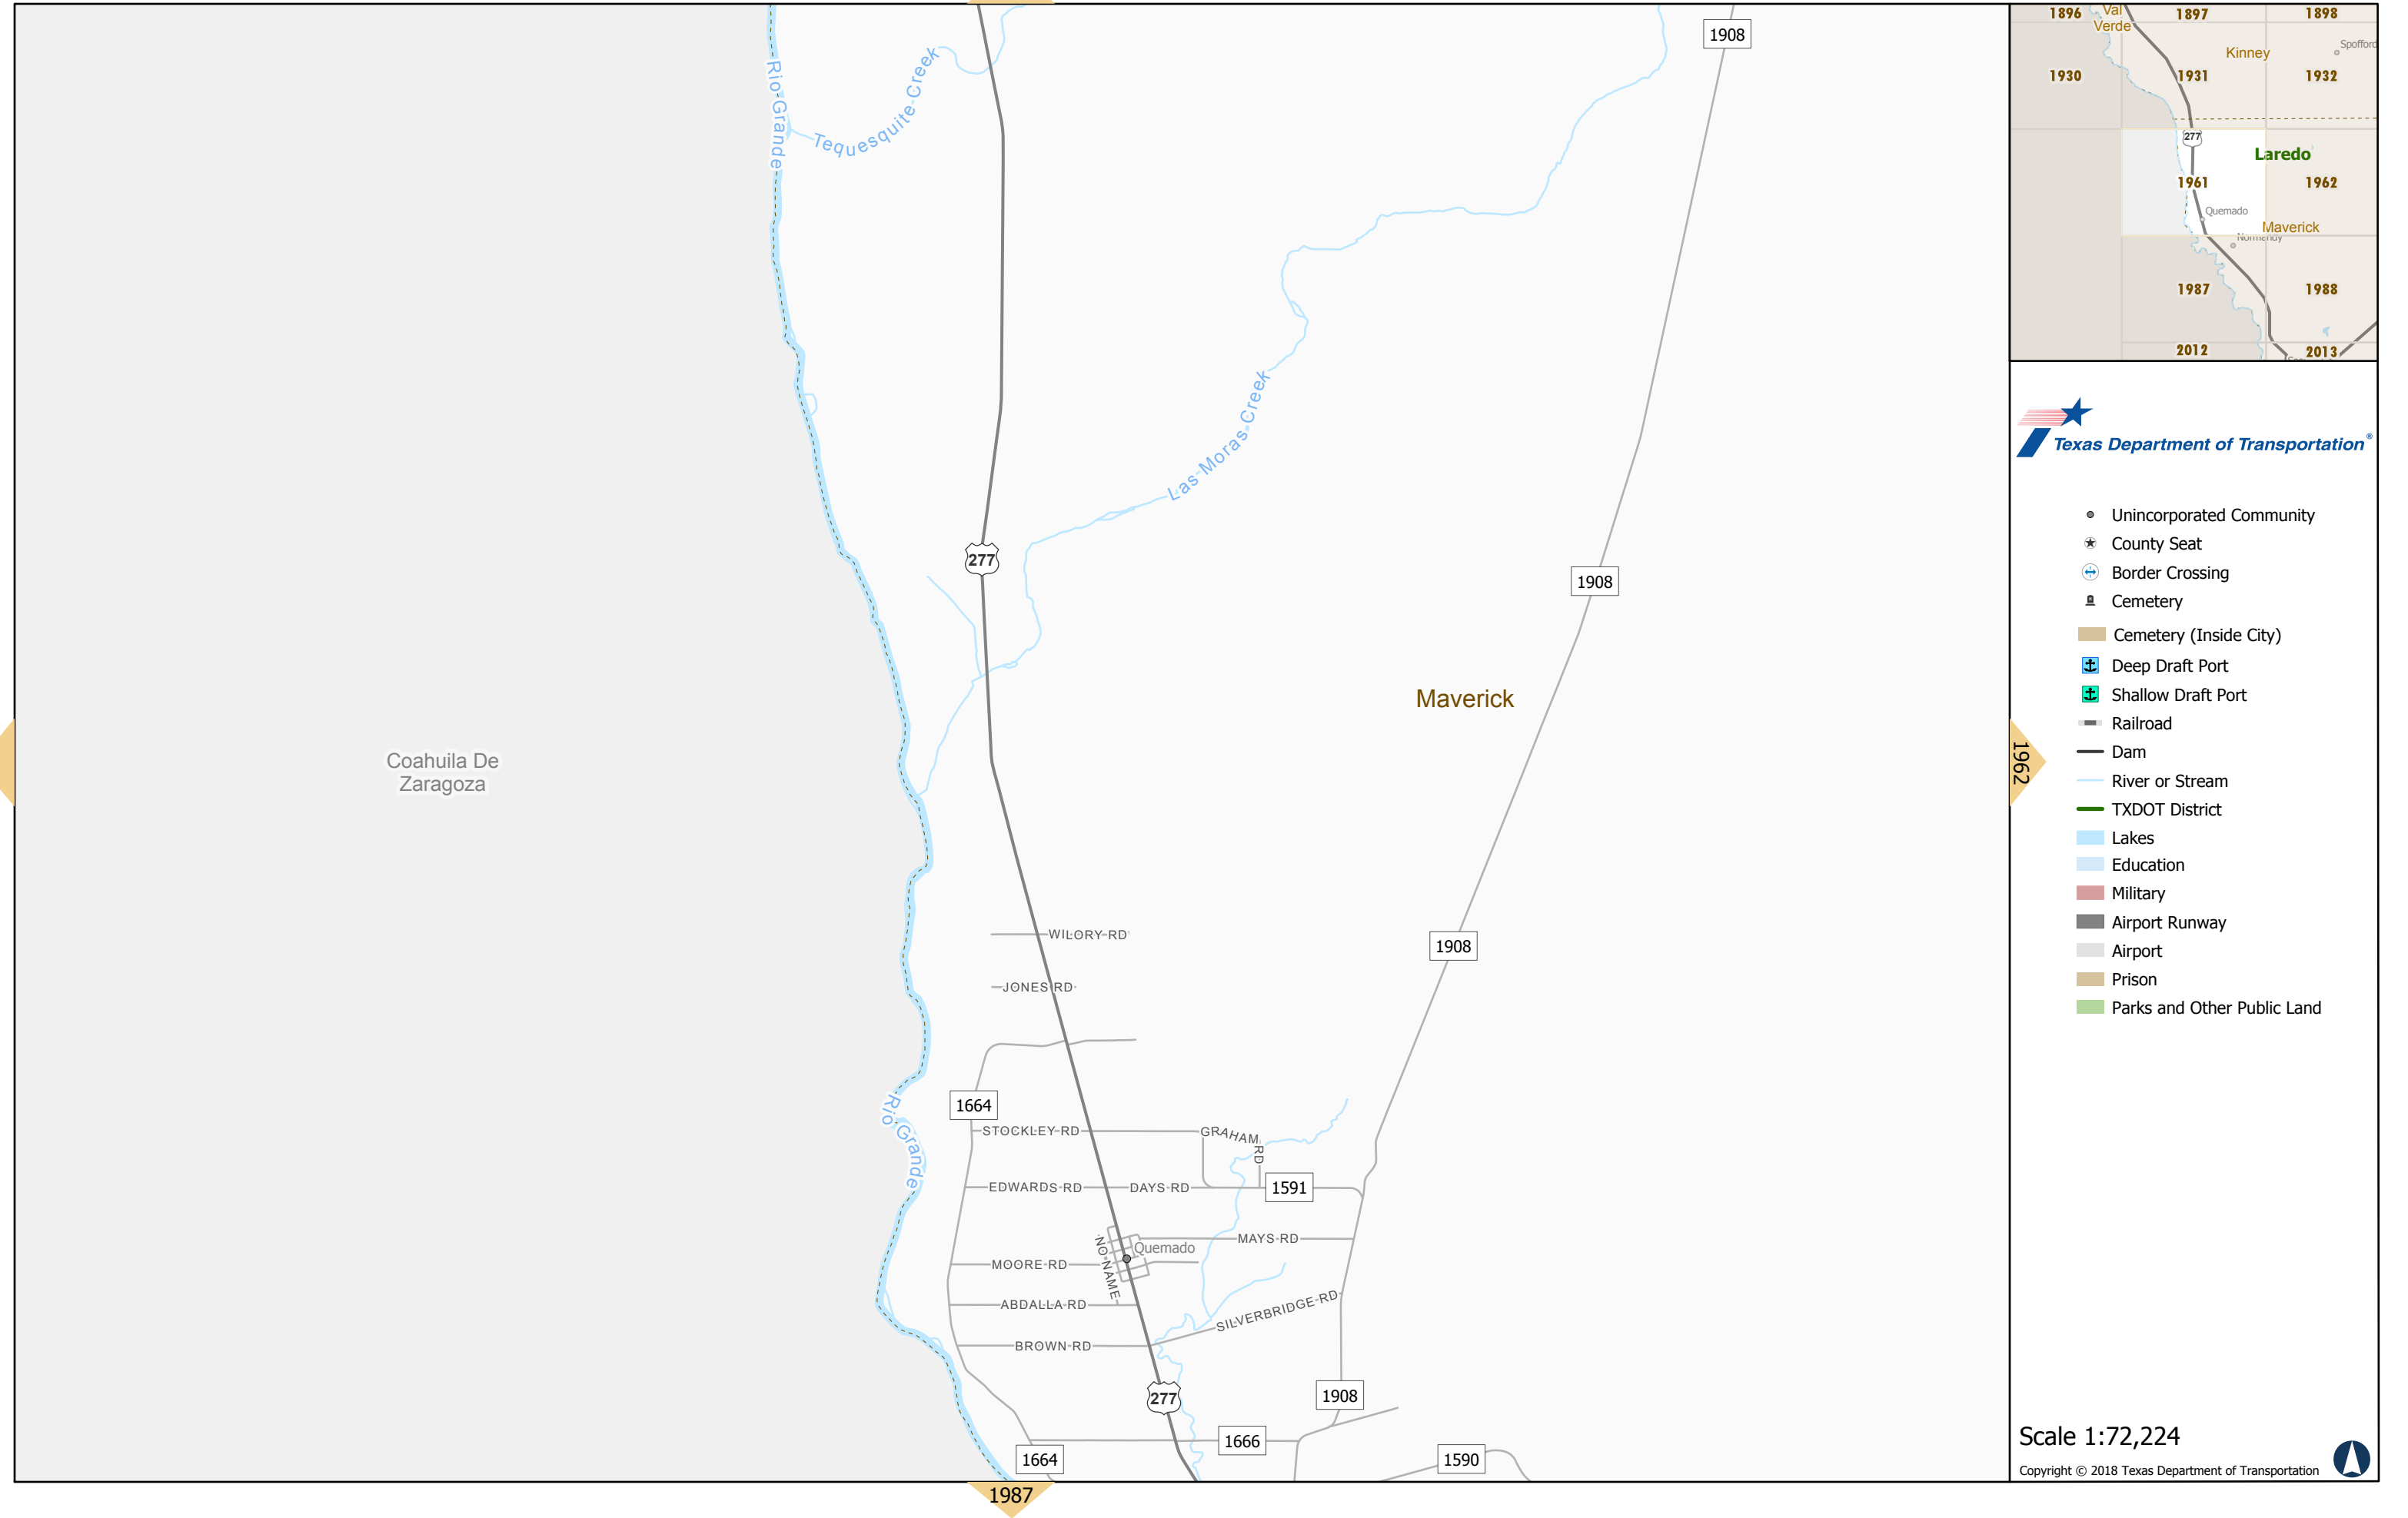 Rio Grande
Tequesquite Creek
1908
Las Moras Creek
277
1908
Maverick
Coahuila De
Zaragoza
WILORY RD
1908
JONES RD
1664
Rio Grande
STOCKLEY RD
GRAHAM RD
EDWARDS RD
DAYS RD
1591
NO NAME
Quemado
MAYS RD
MOORE RD
ABDALLA RD
SILVERBRIDGE RD
BROWN RD
277
1908
1666
1664
1590
1987
1962
1896
Val
Verde
1897
1898
Kinney
Spofford
1930
1931
1932
277
Laredo
1961
1962
Quemado
Maverick
Normandy
1987
1988
2012
2013
Texas Department of Transportation®
Unincorporated Community
County Seat
Border Crossing
Cemetery
Cemetery (Inside City)
Deep Draft Port
Shallow Draft Port
Railroad
Dam
River or Stream
TXDOT District
Lakes
Education
Military
Airport Runway
Airport
Prison
Parks and Other Public Land
Scale 1:72,224
Copyright © 2018 Texas Department of Transportation